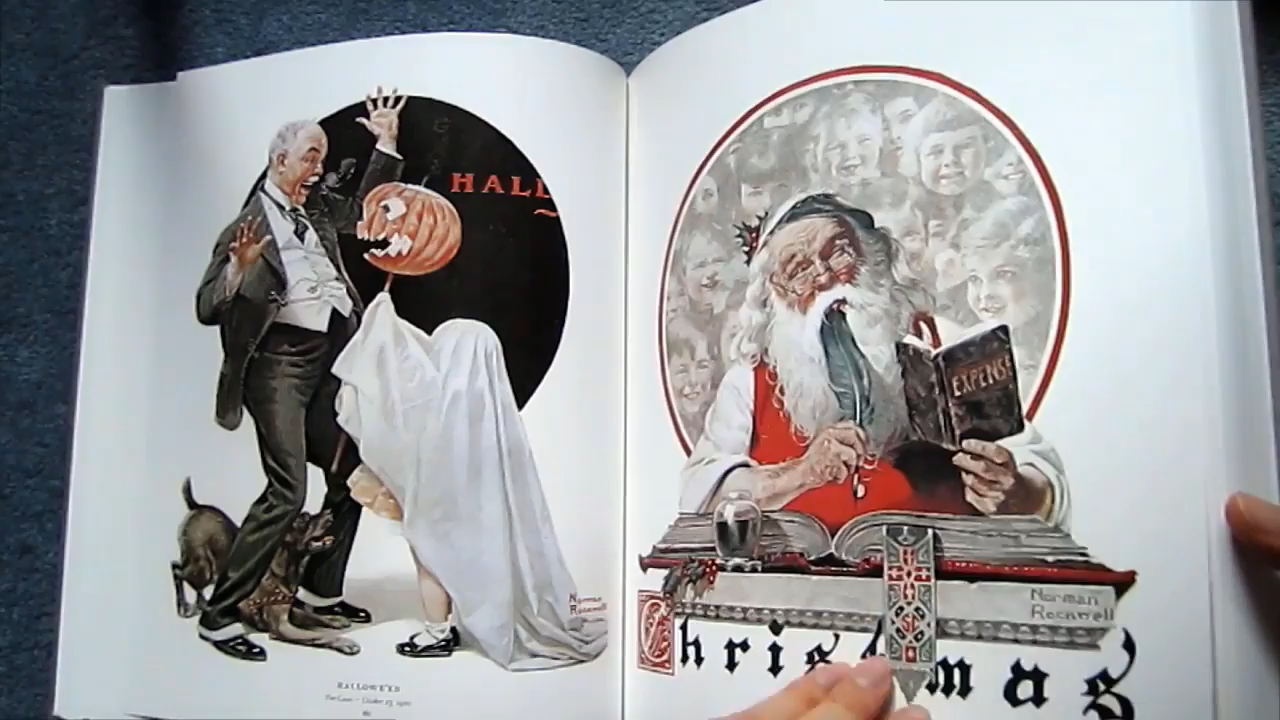 HALL
Norman
Rockwell
HALLOWE'EN
EXPENSE
Norman
Rockwell
Christmas